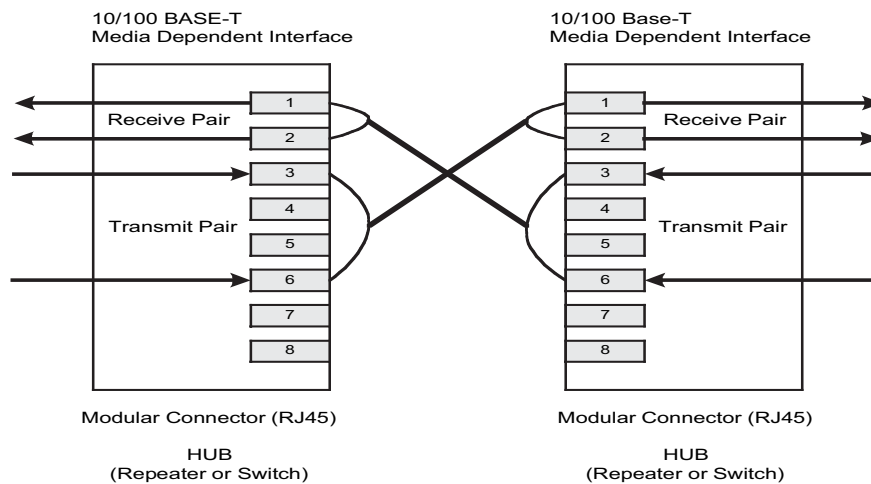 10/100 BASE-T
Media Dependent Interface
1
Receive Pair
2
3
4
Transmit Pair
5
6
7
8
Modular Connector (RJ45)
HUB
(Repeater or Switch)
10/100 Base-T
Media Dependent Interface
1
Receive Pair
2
3
4
Transmit Pair
5
6
7
8
Modular Connector (RJ45)
HUB
(Repeater or Switch)